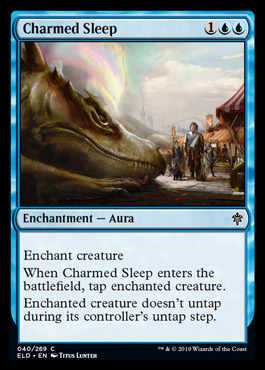 Charmed Sleep 1
Enchantment — Aura
Enchant creature
When Charmed Sleep enters the
battlefield, tap enchanted creature.
Enchanted creature doesn't untap
during its controller's untap step.
040/269 C
ELD • EN Titus Lunter
™ & © 2019 Wizards of the Coast